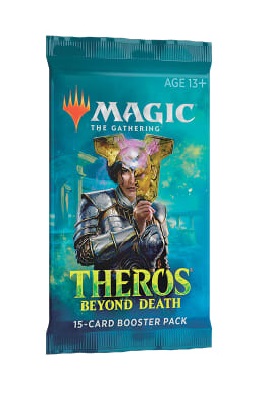 AGE 13+
MAGIC
THE GATHERING
THEROS
BEYOND DEATH
15-CARD BOOSTER PACK